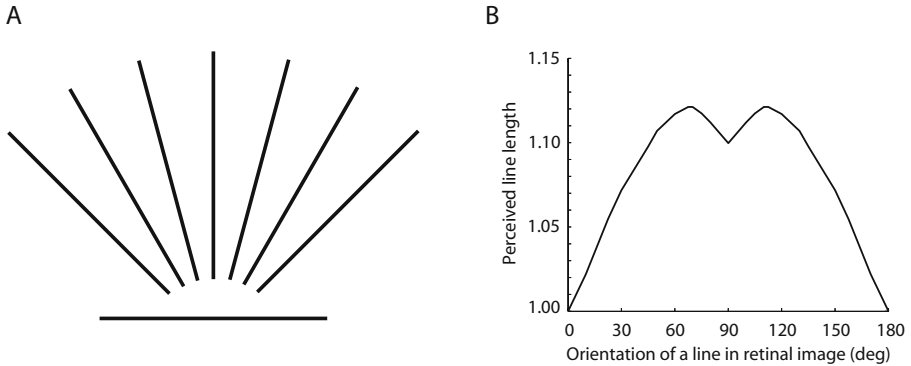 A
B
Perceived line length
1.15
1.10
1.05
1.00
0 30 60 90 120 150 180
Orientation of a line in retinal image (deg)